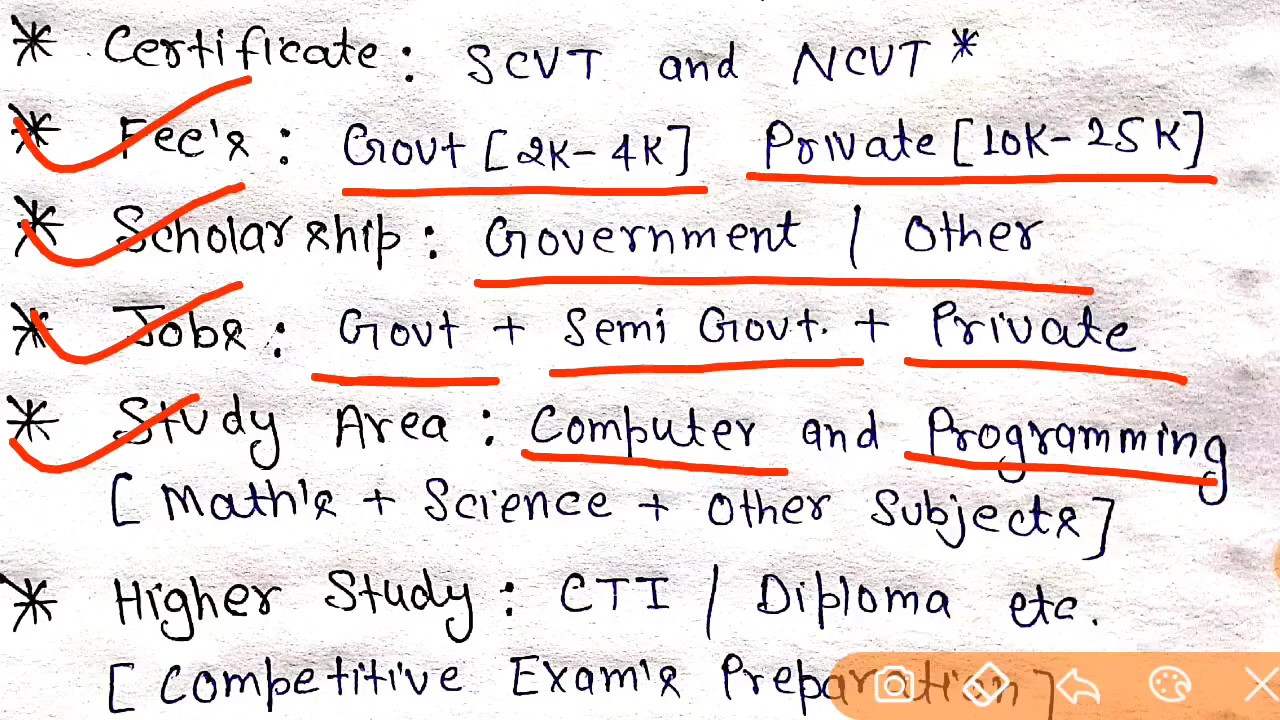 * Certificate: SCVT and NCVT*
* Fee's: Govt [2K-4K] Private [10K-25K]
* Scholarship: Government / Other
* Jobs: Govt + Semi Govt. + Private
* Study Area: Computer and Programming
[Math's + Science + Other Subjects]
* Higher Study: CTI / Diploma etc.
[Competitive Exam's Preparation]